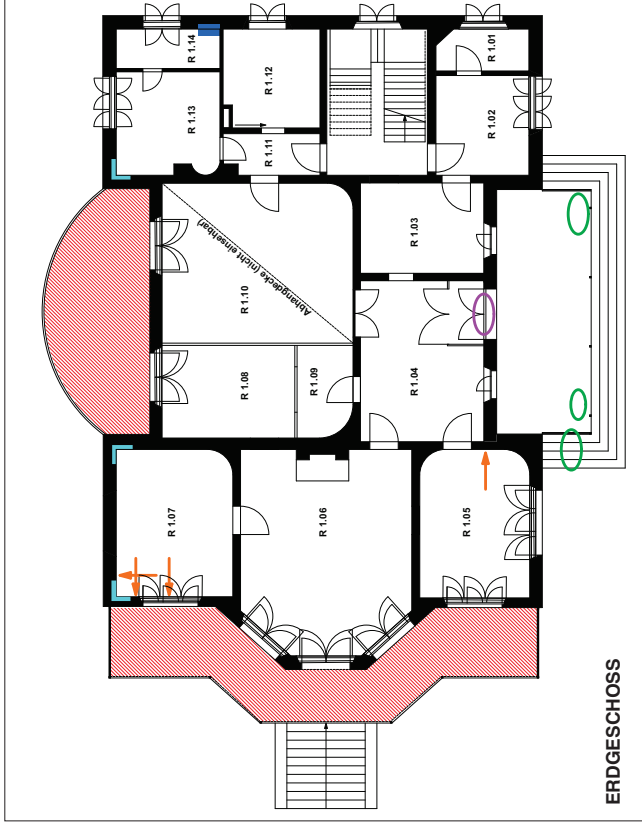 R 1.14
R 1.13
R 1.12
R 1.11
R 1.01
R 1.02
R 1.03
R 1.10
Abhangdecke (nicht einsehbar)
R 1.08
R 1.09
R 1.04
R 1.07
R 1.06
R 1.05
ERDGESCHOSS